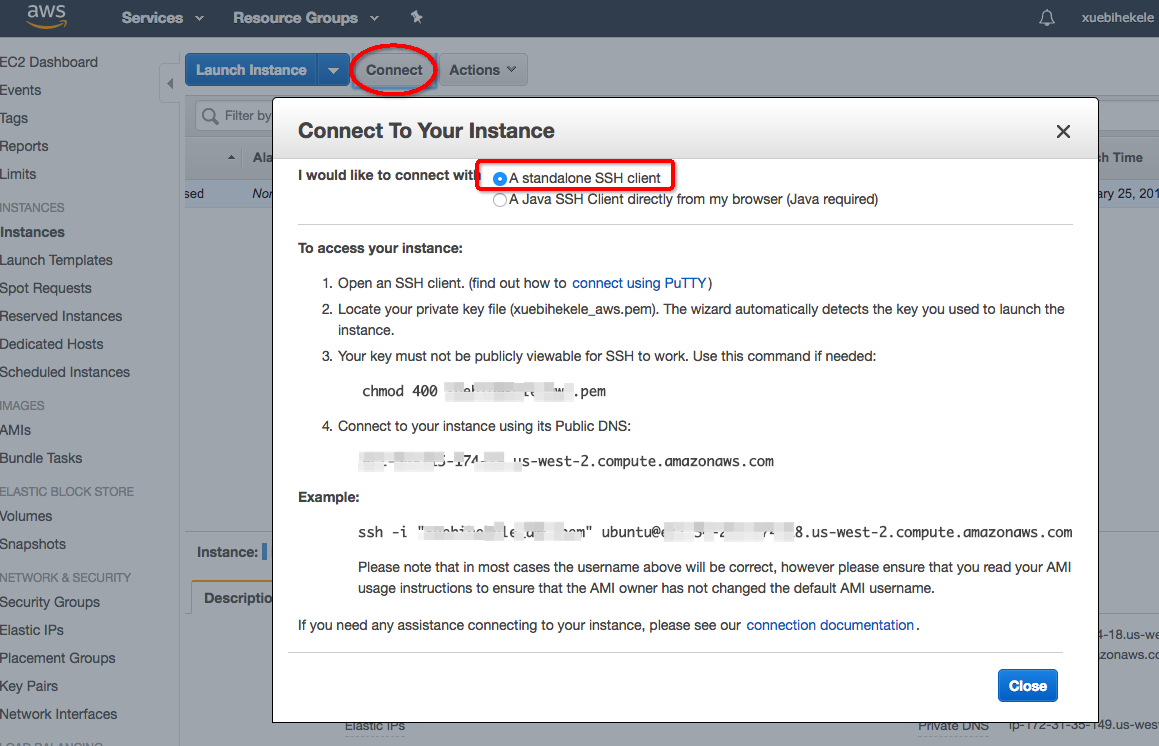 aws
Services
Resource Groups
xuebihekele
EC2 Dashboard
Events
Tags
Reports
Limits
INSTANCES
Instances
Launch Templates
Spot Requests
Reserved Instances
Dedicated Hosts
Scheduled Instances
IMAGES
AMIs
Bundle Tasks
ELASTIC BLOCK STORE
Volumes
Snapshots
NETWORK & SECURITY
Security Groups
Elastic IPs
Placement Groups
Key Pairs
Network Interfaces
LOAD BALANCING
Launch Instance
Connect
Actions
Filter by
Ala
ch Time
sed
Non
ary 25, 201
Connect To Your Instance
I would like to connect with
A standalone SSH client
A Java SSH Client directly from my browser (Java required)
To access your instance:
1. Open an SSH client. (find out how to connect using PuTTY)
2. Locate your private key file (xuebihekele_aws.pem). The wizard automatically detects the key you used to launch the
instance.
3. Your key must not be publicly viewable for SSH to work. Use this command if needed:
chmod 400 .pem
4. Connect to your instance using its Public DNS:
us-west-2.compute.amazonaws.com
Example:
ssh -i " " ubuntu@ 8.us-west-2.compute.amazonaws.com
Please note that in most cases the username above will be correct, however please ensure that you read your AMI
usage instructions to ensure that the AMI owner has not changed the default AMI username.
If you need any assistance connecting to your instance, please see our connection documentation.
Close
Instance:
Descriptio
4-18.us-we
zonaws.co
Elastic IPs
Private DNS
ip-172-31-35-149.us-west